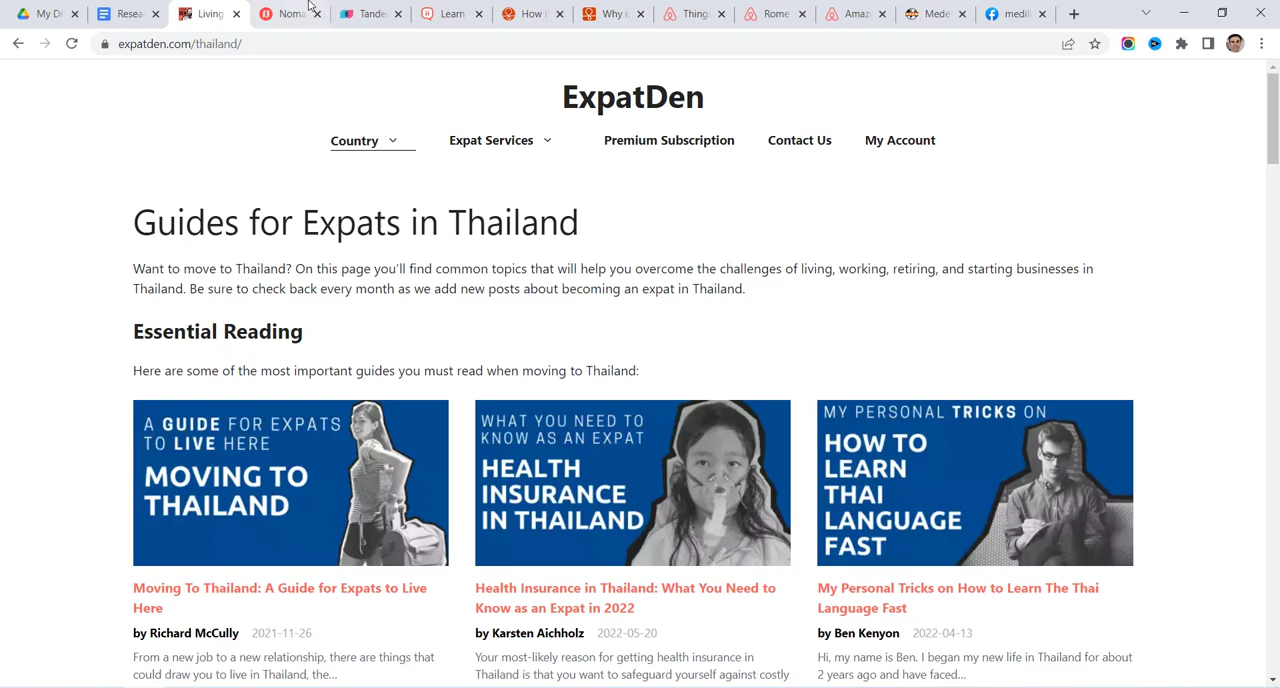 My Dr
Resea
Living
Noma
Tande
Learn
How l
Why is
Thing:
Rome
Amaz
Mede
medill
expatden.com/thailand/
ExpatDen
Country
Expat Services
Premium Subscription
Contact Us
My Account
Guides for Expats in Thailand
Want to move to Thailand? On this page you'll find common topics that will help you overcome the challenges of living, working, retiring, and starting businesses in
Thailand. Be sure to check back every month as we add new posts about becoming an expat in Thailand.
Essential Reading
Here are some of the most important guides you must read when moving to Thailand:
A GUIDE FOR EXPATS
TO LIVE HERE
MOVING TO
THAILAND
Moving To Thailand: A Guide for Expats to Live
Here
by Richard McCully 2021-11-26
From a new job to a new relationship, there are things that
could draw you to live in Thailand, the...
WHAT YOU NEED TO
KNOW AS AN EXPAT
HEALTH
INSURANCE
IN THAILAND
Health Insurance in Thailand: What You Need to
Know as an Expat in 2022
by Karsten Aichholz 2022-05-20
Your most-likely reason for getting health insurance in
Thailand is that you want to safeguard yourself against costly
MY PERSONAL TRICKS ON
HOW TO
LEARN
THAI
LANGUAGE
FAST
My Personal Tricks on How to Learn The Thai
Language Fast
by Ben Kenyon 2022-04-13
Hi, my name is Ben. I began my new life in Thailand for about
2 years ago and have faced...